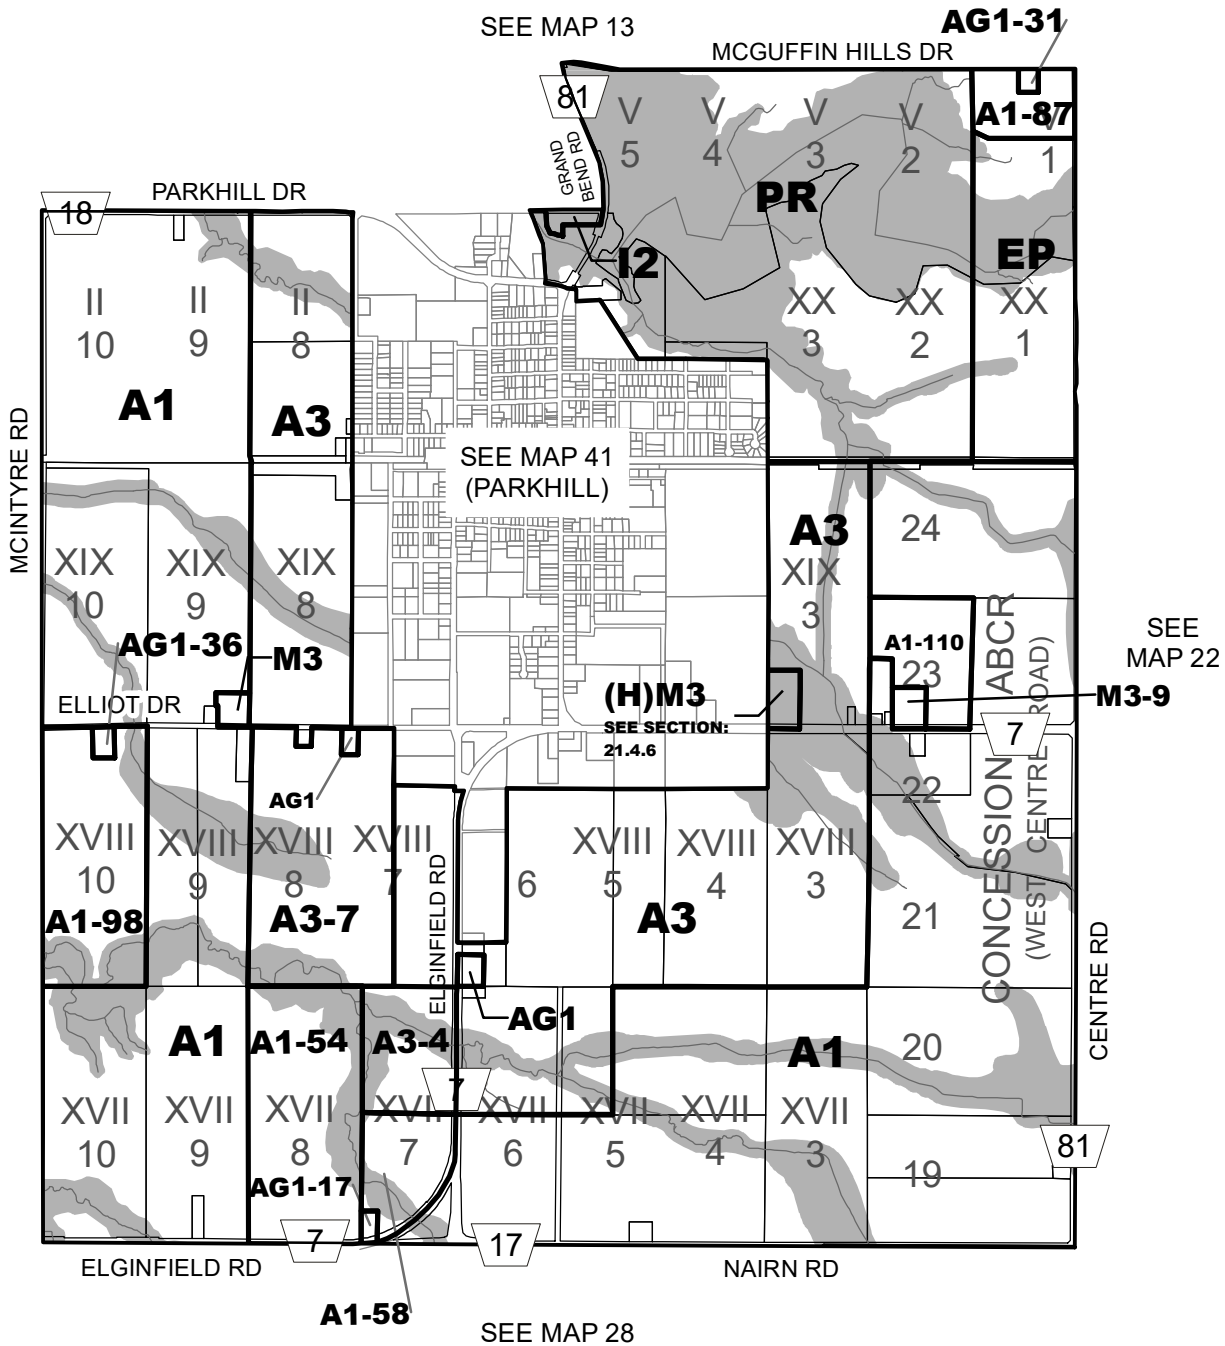 SEE MAP 13
AG1-31
MCGUFFIN HILLS DR
81
V
5
V
4
V
3
V
2
A1-87
V
1
GRAND
BEND RD
PARKHILL DR
18
PR
EP
I2
II
10
II
9
II
8
XX
3
XX
2
XX
1
A1
A3
MCINTYRE RD
SEE MAP 41
(PARKHILL)
A3
24
XIX
10
XIX
9
XIX
8
XIX
3
AG1-36
M3
A1-110
23
SEE
MAP 22
ELLIOT DR
(H)M3
SEE SECTION:
21.4.6
M3-9
7
CONCESSION ABCR
(WEST CENTRE ROAD)
AG1
22
XVIII
10
XVIII
9
XVIII
8
XVIII
7
6
XVIII
5
XVIII
4
XVIII
3
A1-98
A3-7
ELGINFIELD RD
A3
21
CENTRE RD
A1
A1-54
A3-4
AG1
A1
20
7
XVII
10
XVII
9
XVII
8
XVII
7
XVII
6
XVII
5
XVII
4
XVII
3
81
19
AG1-17
7
17
ELGINFIELD RD
NAIRN RD
A1-58
SEE MAP 28